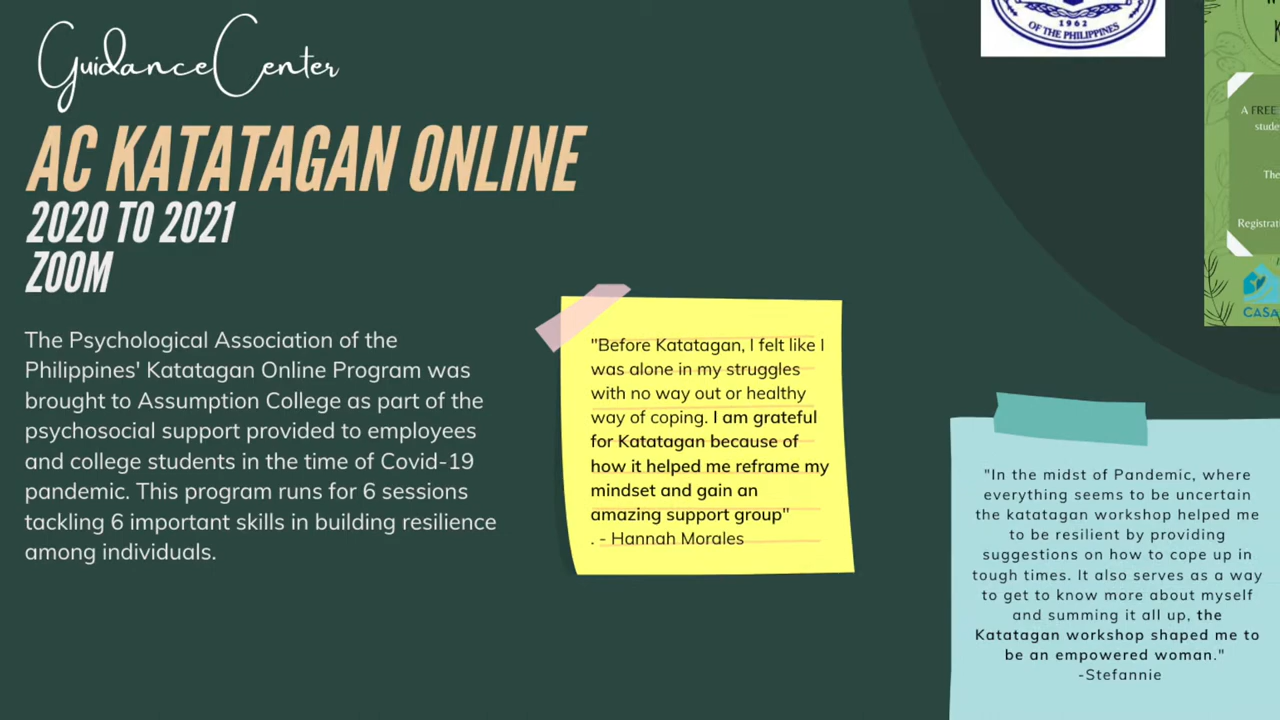 GuidanceCenter
AC KATATAGAN ONLINE
2020 TO 2021
ZOOM
The Psychological Association of the
Philippines' Katatagan Online Program was
brought to Assumption College as part of the
psychosocial support provided to employees
and college students in the time of Covid-19
pandemic. This program runs for 6 sessions
tackling 6 important skills in building resilience
among individuals.
"Before Katatagan, I felt like I
was alone in my struggles
with no way out or healthy
way of coping. I am grateful
for Katatagan because of
how it helped me reframe my
mindset and gain an
amazing support group"
. - Hannah Morales
1962
OF THE PHILIPPINES
A FREE
The
CASA
"In the midst of Pandemic, where
everything seems to be uncertain
the katatagan workshop helped me
to be resilient by providing
suggestions on how to cope up in
tough times. It also serves as a way
to get to know more about myself
and summing it all up, the
Katatagan workshop shaped me to
be an empowered woman."
-Stefannie